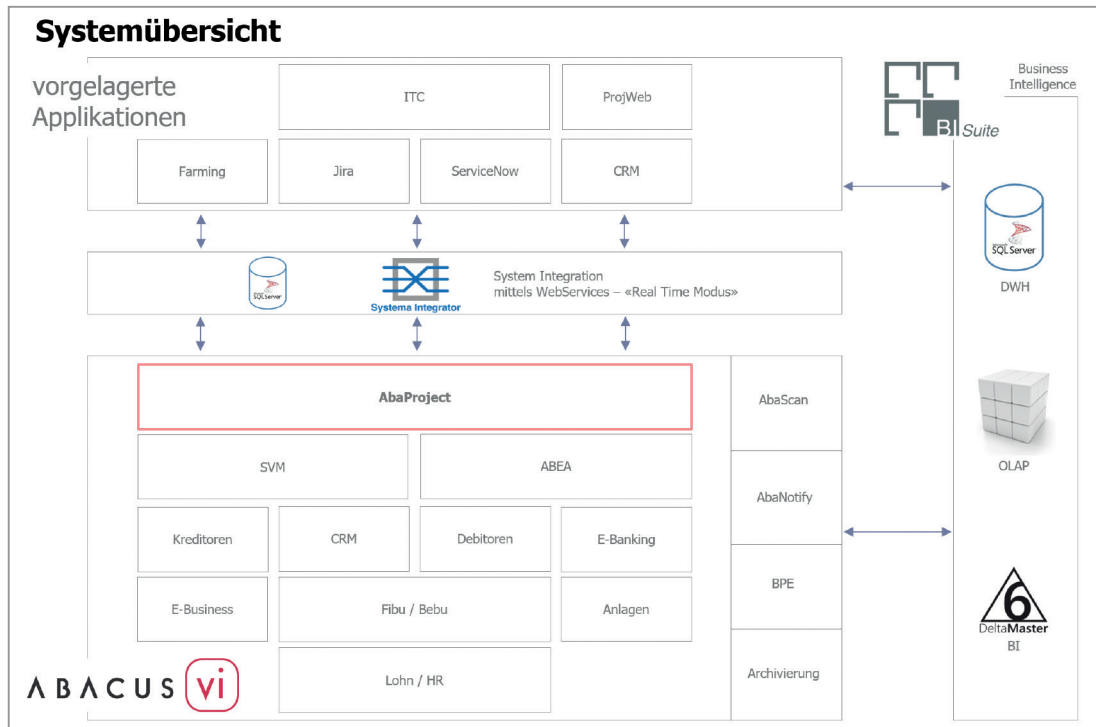 Systemübersicht
vorgelagerte
Applikationen
ITC
ProjWeb
Farming
Jira
ServiceNow
CRM
BI Suite
Business
Intelligence
SQL Server
Systema Integrator
System Integration
mittels WebServices – «Real Time Modus»
SQL Server
DWH
AbaProject
AbaScan
SVM
ABEA
AbaNotify
OLAP
Kreditoren
CRM
Debitoren
E-Banking
BPE
E-Business
Fibu / Bebu
Anlagen
6
DeltaMaster
BI
Lohn / HR
Archivierung
ABACUS vi